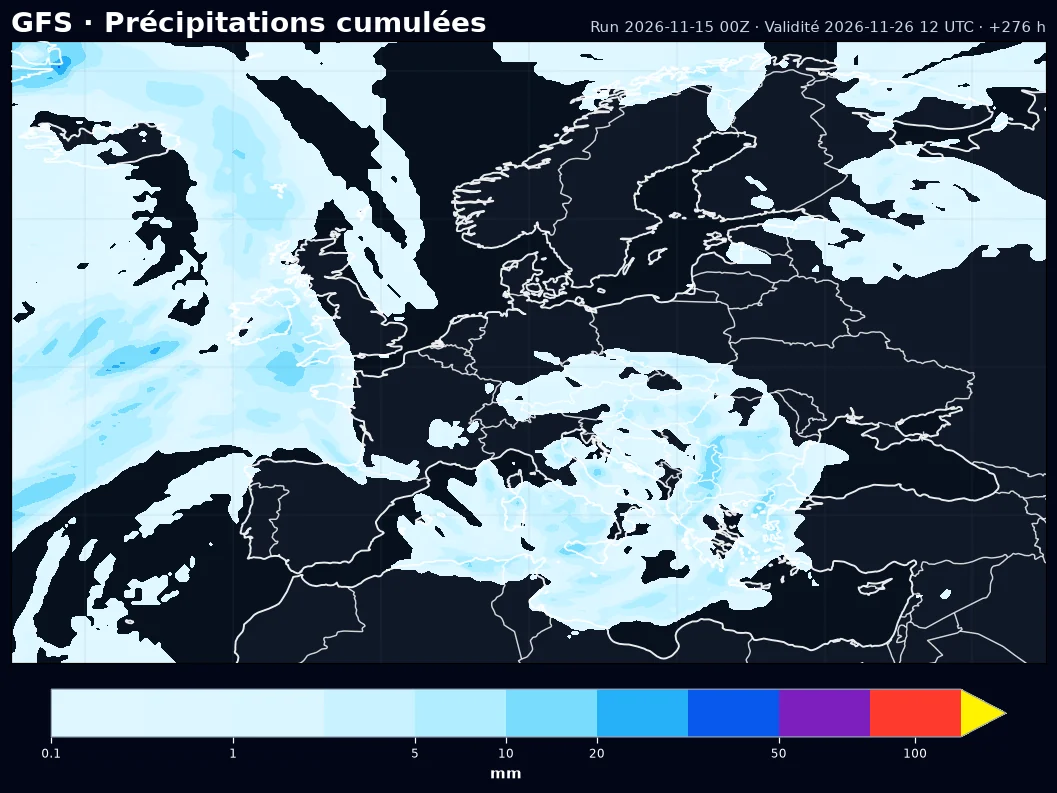 GFS · Précipitations cumulées
Run 2026-11-15 00Z · Validité 2026-11-26 12 UTC · +276 h
0.1 1 5 10 20 50 100
mm